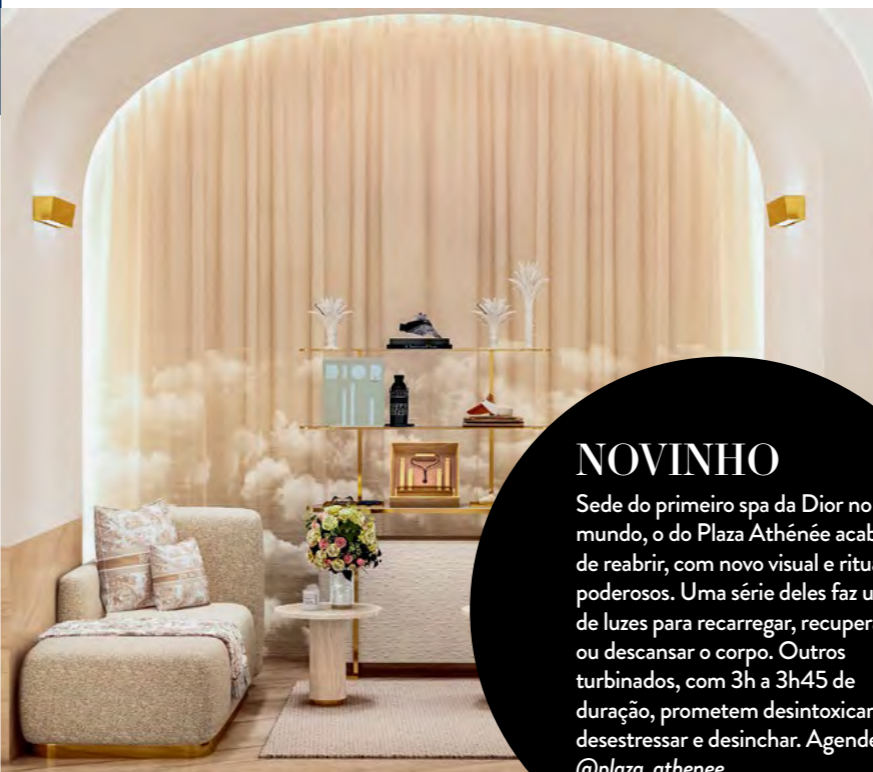 DIOR
NOVINHO
Sede do primeiro spa da Dior no
mundo, o do Plaza Athénée acab
de reabrir, com novo visual e ritua
poderosos. Uma série deles faz u
de luzes para recarregar, recuper
ou descansar o corpo. Outros
turbinados, com 3h a 3h45 de
duração, prometem desintoxicar
desestressar e desinchar. Agende
@plaza_athenee